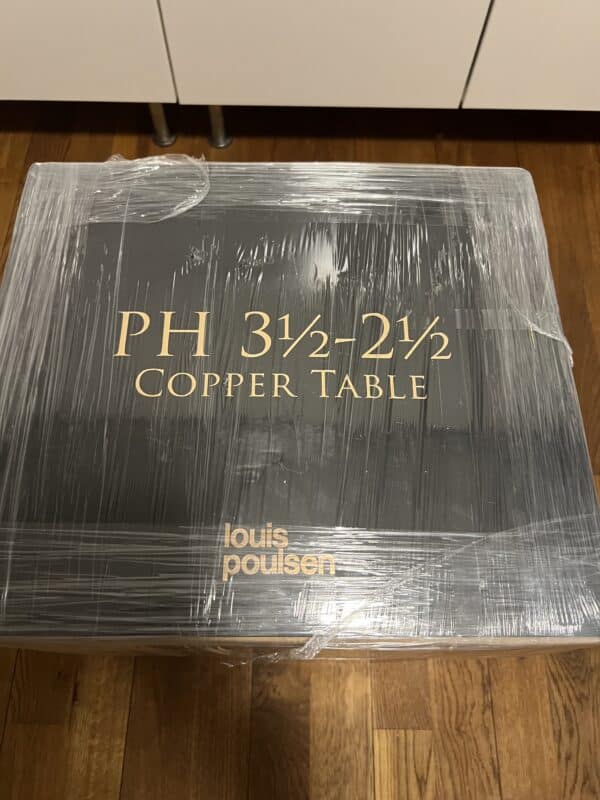 PH 3½-2½
COPPER TABLE
louis
poulsen